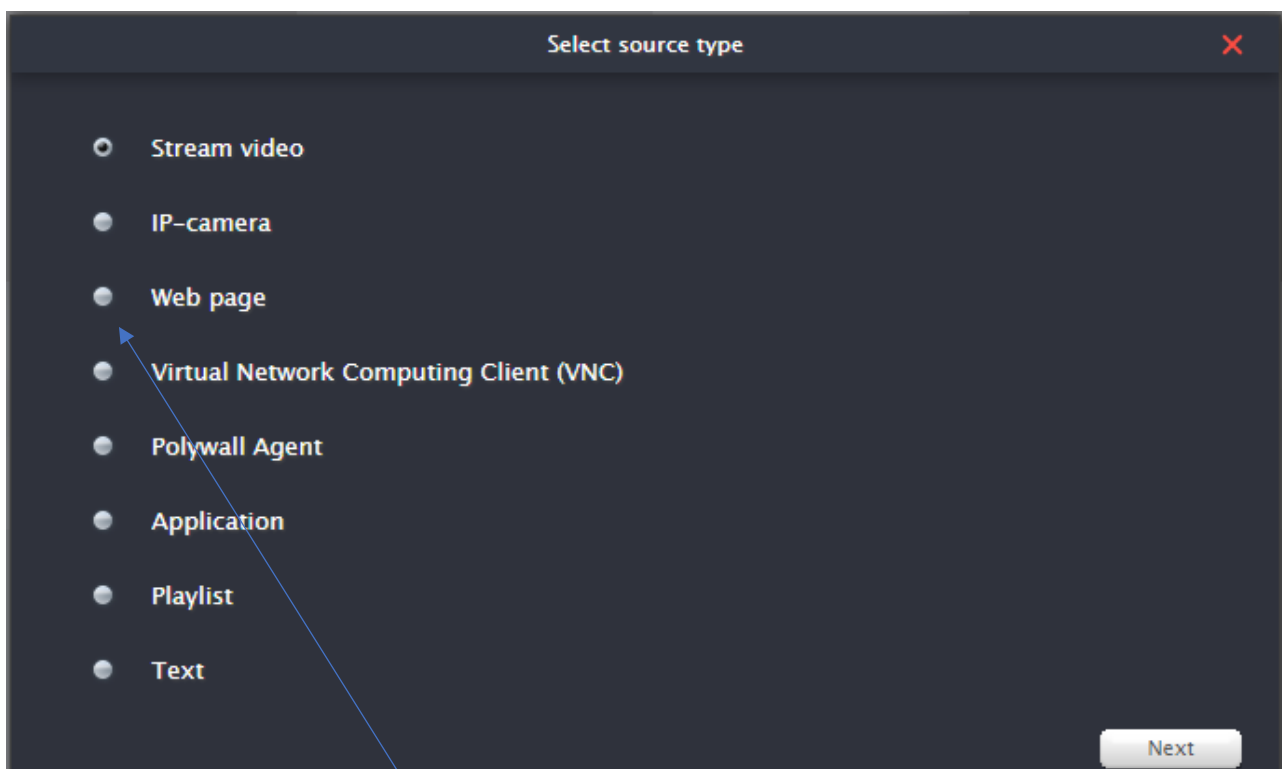 Select source type
Stream video
IP-camera
Web page
Virtual Network Computing Client (VNC)
Polywall Agent
Application
Playlist
Text
Next